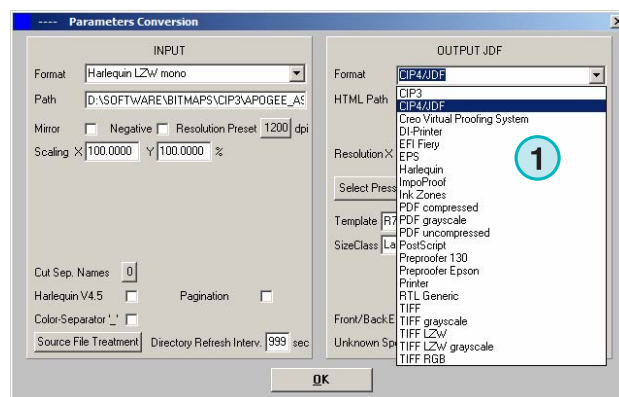 ---- Parameters Conversion
INPUT
Format Harlequin LZW mono
Path D:\SOFTWARE\BITMAPS\CIP3\APOGEE_AS
Mirror Negative Resolution Preset 1200 dpi
Scaling X 100.0000 Y 100.0000 %
Cut Sep. Names 0
Harlequin V4.5 Pagination
Color-Separator '_'
Source File Treatment Directory Refresh Interv. 999 sec
OUTPUT JDF
Format CIP4/JDF
HTML Path
Resolution X
Select Press
Template R7
SizeClass La
Front/Back
Unknown Sp
CIP3
CIP4/JDF
Creo Virtual Proofing System
DI-Printer
EFI Fiery
EPS
Harlequin
ImpoProof
Ink Zones
PDF compressed
PDF grayscale
PDF uncompressed
PostScript
Preproofer 130
Preproofer Epson
Printer
RTL Generic
TIFF
TIFF grayscale
TIFF LZW
TIFF LZW grayscale
TIFF RGB
1
OK